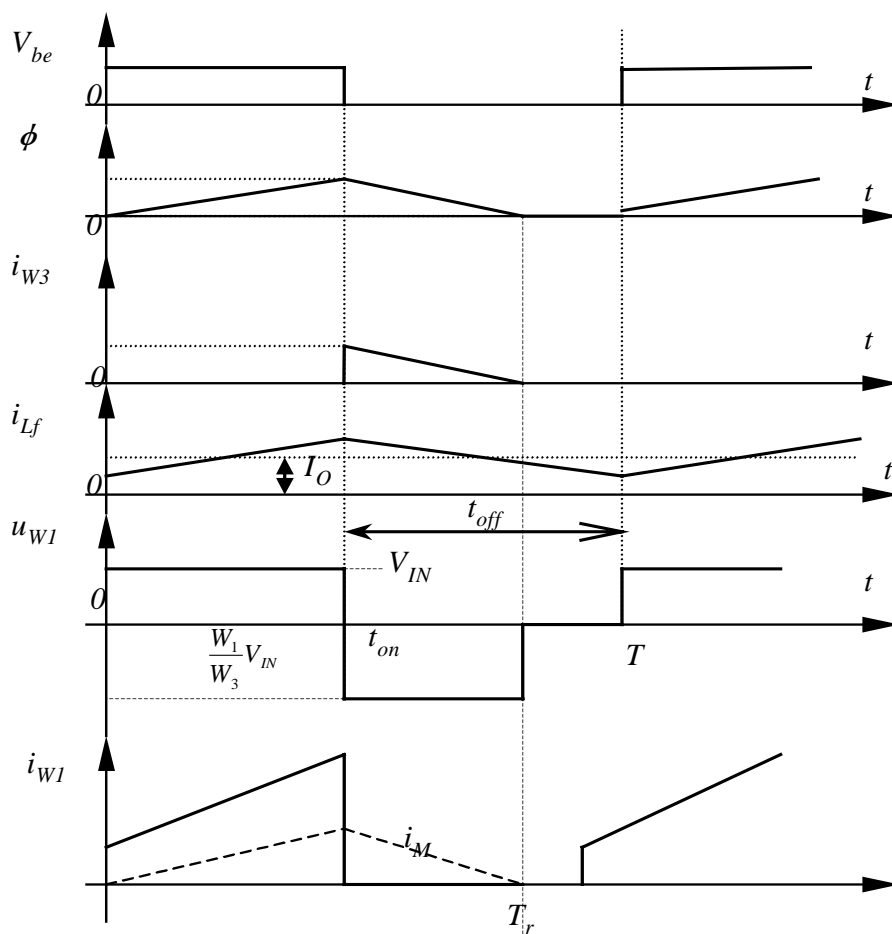 V_be
0
t
ϕ
0
t
i_W3
0
t
i_Lf
0
I_O
t
u_W1
t_off
V_IN
0
t
W_1/W_3 V_IN
t_on
T
i_W1
i_M
T_r